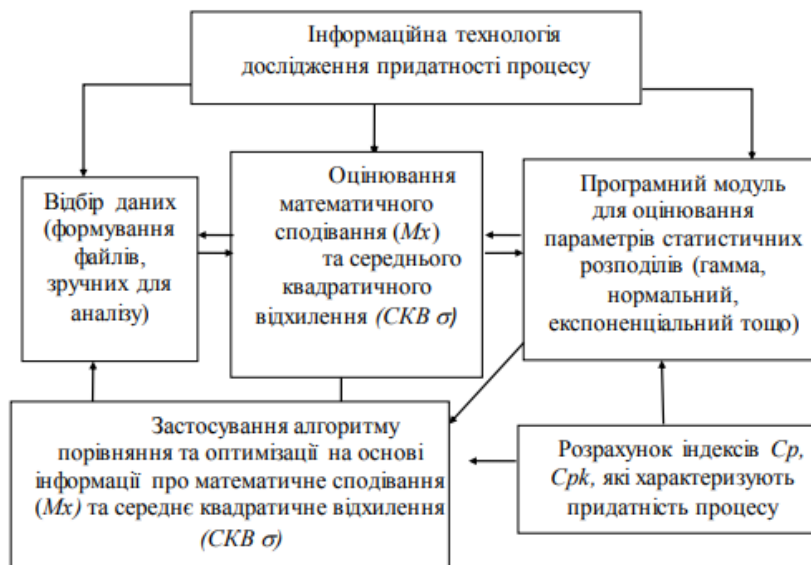 Інформаційна технологія
дослідження придатності процесу
Відбір даних
(формування
файлів,
зручних для
аналізу)
Оцінювання
математичного
сподівання (Mx)
та середнього
квадратичного
відхилення (СКВ σ)
Програмний модуль
для оцінювання
параметрів статистичних
розподілів (гамма,
нормальний,
експоненціальний тощо)
Застосування алгоритму
порівняння та оптимізації на основі
інформації про математичне сподівання
(Mx) та середнє квадратичне відхилення
(СКВ σ)
Розрахунок індексів Cp,
Cpk, які характеризують
придатність процесу